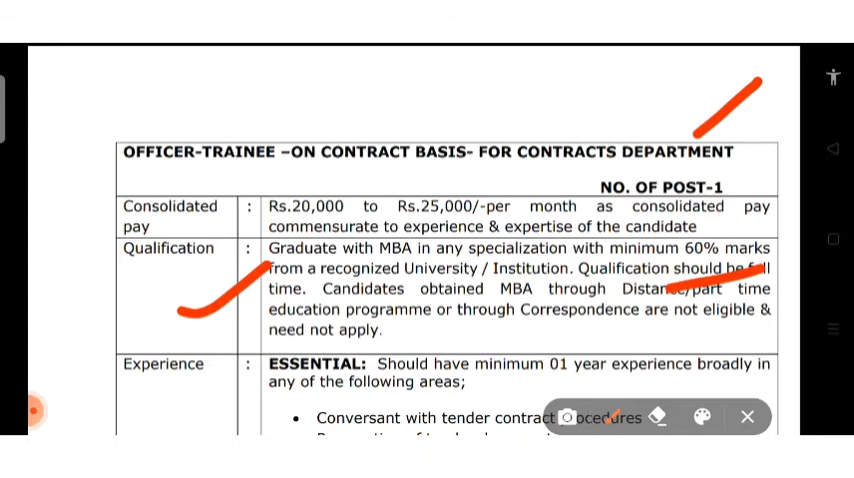 OFFICER-TRAINEE –ON CONTRACT BASIS- FOR CONTRACTS DEPARTMENT
NO. OF POST-1
Consolidated pay : Rs.20,000 to Rs.25,000/-per month as consolidated pay
commensurate to experience & expertise of the candidate
Qualification : Graduate with MBA in any specialization with minimum 60% marks
from a recognized University / Institution. Qualification should be full
time. Candidates obtained MBA through Distance/part time
education programme or through Correspondence are not eligible &
need not apply.
Experience : ESSENTIAL: Should have minimum 01 year experience broadly in
any of the following areas;
• Conversant with tender contract procedures